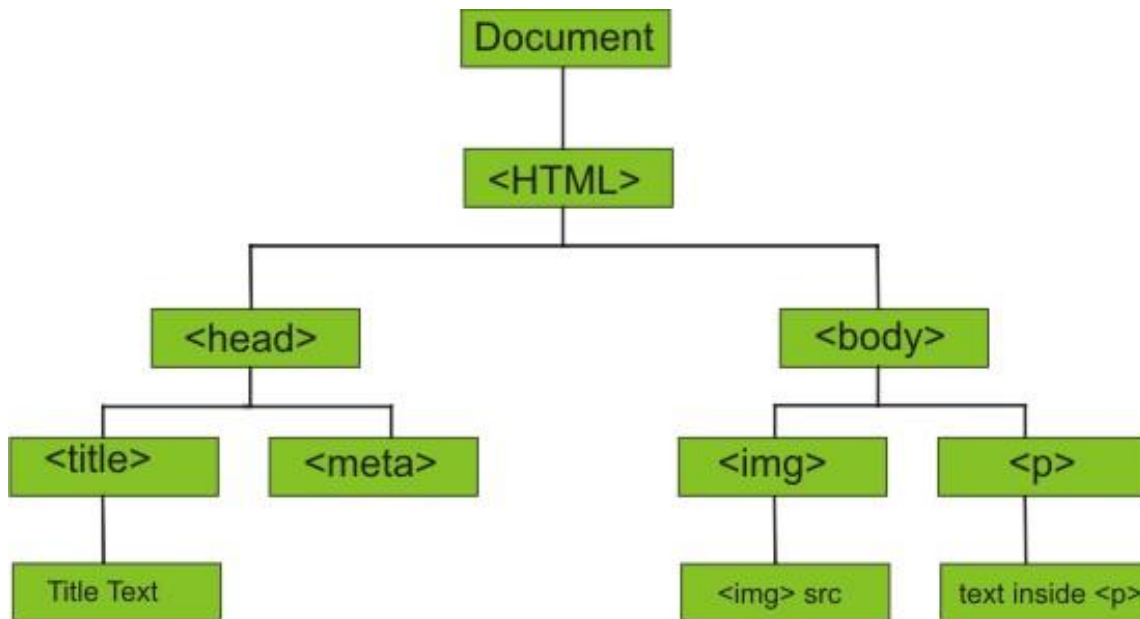 Document
<HTML>
<head>
<body>
<title>
<meta>
<img>
<p>
Title Text
<img> src
text inside <p>